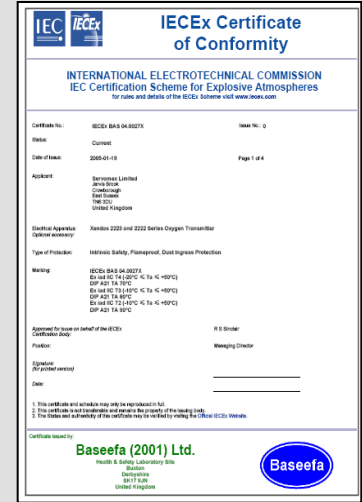 IEC IECEx
IECEx Certificate
of Conformity
INTERNATIONAL ELECTROTECHNICAL COMMISSION
IEC Certification Scheme for Explosive Atmospheres
for rules and details of the IECEx Scheme visit www.iecex.com
Certificate No.: IECEx BAS 04.0027X Issue No.: 0
Status: Current
Date of Issue: 2005-01-19 Page 1 of 4
Applicant: Servomex Limited
Jarvis Brook
Crowborough
East Sussex
TN6 3DU
United Kingdom
Electrical Apparatus: Xendos 2223 and 2222 Series Oxygen Transmitter
Optional accessory:
Type of Protection: Intrinsic Safety, Flameproof, Dust Ingress Protection
Marking: IECEx BAS 04.0027X
Ex iad IIC T4 (-20°C ≤ Ta ≤ +50°C)
DIP A21 TA 70°C
Ex iad IIC T3 (-10°C ≤ Ta ≤ +60°C)
DIP A21 TA 80°C
Ex iad IIC T2 (-10°C ≤ Ta ≤ +60°C)
DIP A21 TA 90°C
Approved for issue on behalf of the IECEx R S Sinclair
Certification Body:
Position: Managing Director
Signature:
(for printed version)
Date:
1. This certificate and schedule may only be reproduced in full.
2. This certificate is not transferable and remains the property of the issuing body.
3. The Status and authenticity of this certificate may be verified by visiting the Official IECEx Website.
Certificate issued by:
Baseefa (2001) Ltd.
Health & Safety Laboratory Site
Buxton
Derbyshire
SK17 9JN
United Kingdom
Baseefa